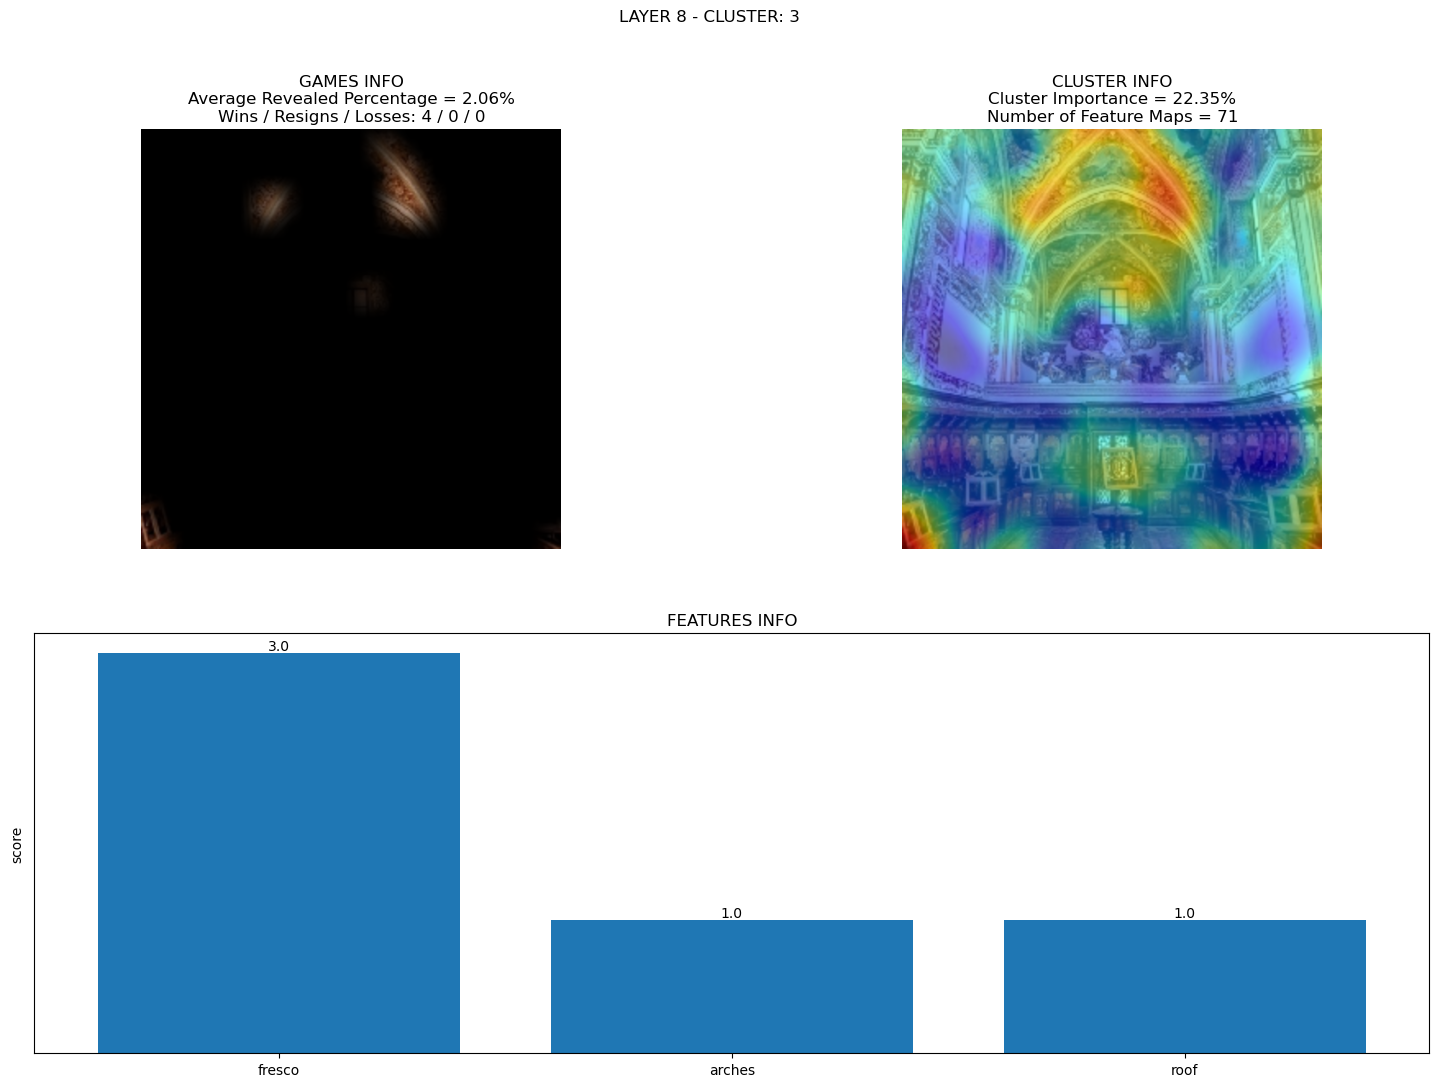 LAYER 8 - CLUSTER: 3
GAMES INFO
Average Revealed Percentage = 2.06%
Wins / Resigns / Losses: 4 / 0 / 0
CLUSTER INFO
Cluster Importance = 22.35%
Number of Feature Maps = 71
FEATURES INFO
score
3.0
1.0
1.0
fresco
arches
roof